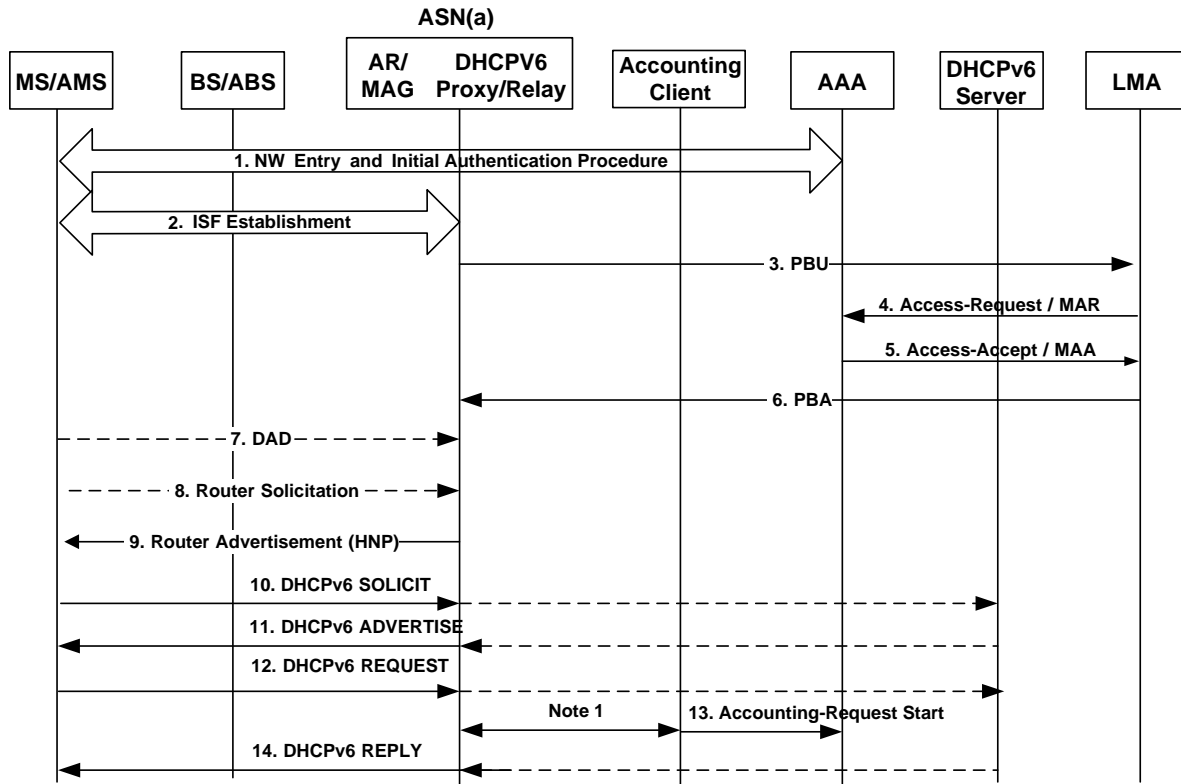 ASN(a)
MS/AMS
BS/ABS
AR/
MAG
DHCPV6
Proxy/Relay
Accounting
Client
AAA
DHCPv6
Server
LMA
1. NW Entry and Initial Authentication Procedure
2. ISF Establishment
3. PBU
4. Access-Request / MAR
5. Access-Accept / MAA
6. PBA
7. DAD
8. Router Solicitation
9. Router Advertisement (HNP)
10. DHCPv6 SOLICIT
11. DHCPv6 ADVERTISE
12. DHCPv6 REQUEST
Note 1
13. Accounting-Request Start
14. DHCPv6 REPLY